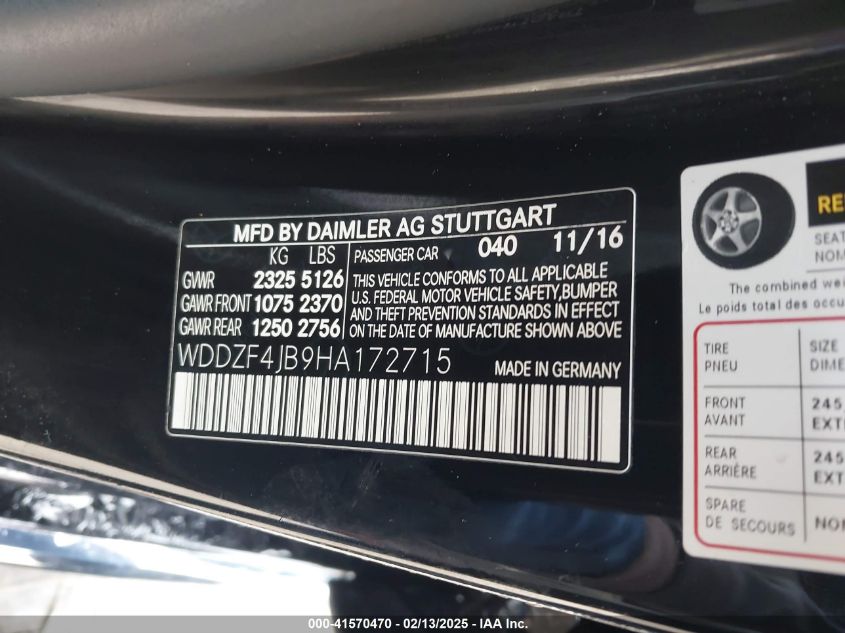 MFD BY DAIMLER AG STUTTGART
KG LBS
GVWR 2325 5126
GAWR FRONT 1075 2370
GAWR REAR 1250 2756
PASSENGER CAR 040 11/16
THIS VEHICLE CONFORMS TO ALL APPLICABLE
U.S. FEDERAL MOTOR VEHICLE SAFETY,BUMPER
AND THEFT PREVENTION STANDARDS IN EFFECT
ON THE DATE OF MANUFACTURE SHOWN ABOVE
WDDZF4JB9HA172715
MADE IN GERMANY
The combined
Le poids total des
TIRE SIZE
PNEU
FRONT 245
AVANT
REAR 245
ARRIÈRE
SPARE
DE SECOURS
000-41570470 - 02/13/2025 - IAA Inc.